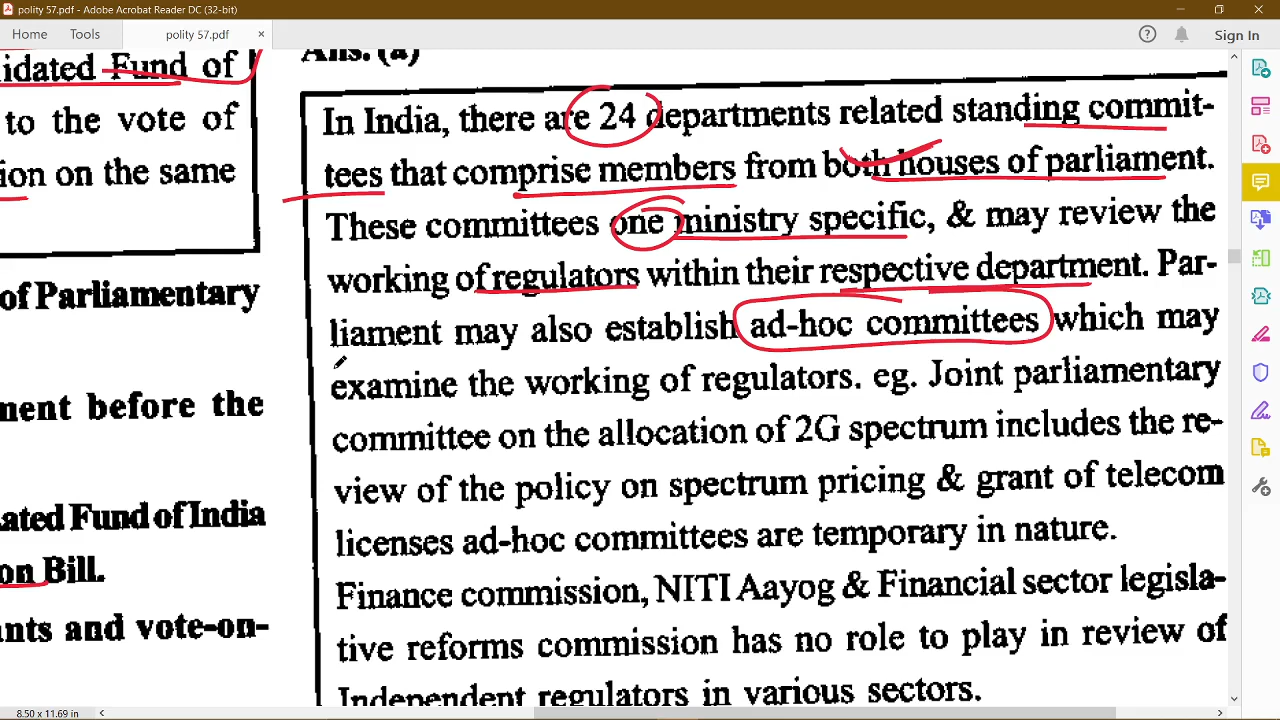 polity 57.pdf - Adobe Acrobat Reader DC (32-bit)
Home Tools polity 57.pdf × Sign In
idated Fund of
to the vote of
ion on the same
of Parliamentary
ment before the
ated Fund of India
on Bill.
nts and vote-on-
Ans. (a)
In India, there are 24 departments related standing commit-
tees that comprise members from both houses of parliament.
These committees one ministry specific, & may review the
working of regulators within their respective department. Par-
liament may also establish ad-hoc committees which may
examine the working of regulators. eg. Joint parliamentary
committee on the allocation of 2G spectrum includes the re-
view of the policy on spectrum pricing & grant of telecom
licenses ad-hoc committees are temporary in nature.
Finance commission, NITI Aayog & Financial sector legisla-
tive reforms commission has no role to play in review of
Independent regulators in various sectors.
8.50 x 11.69 in